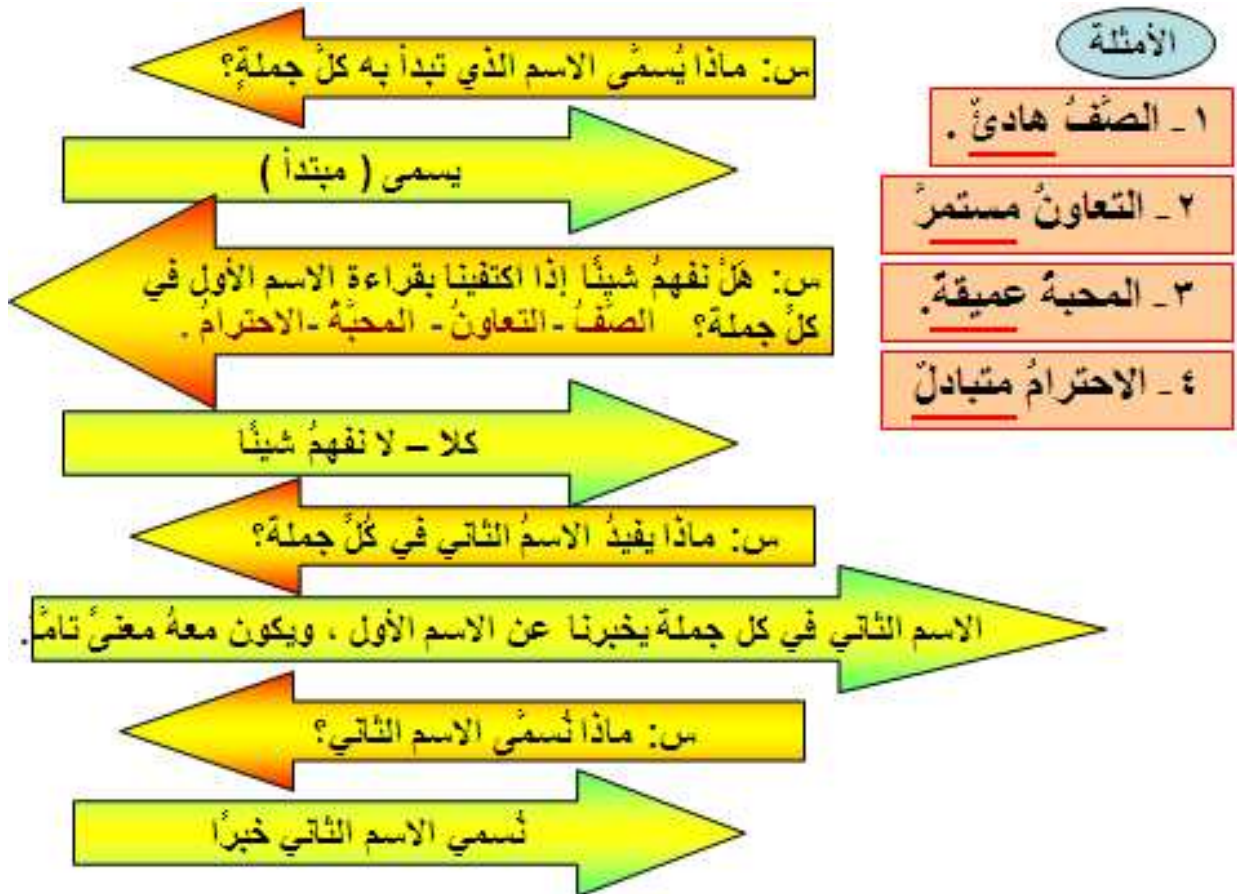 الأمثلة
١ - الصَّفُ هادئٌ .
٢ - التعاونُ مستمرٌ
٣ - المحبةُ عميقةٌ.
٤ - الاحترامُ متبادلٌ
س: ماذا يُسمَّى الاسم الذي تبدأ به كلُّ جملةٍ؟
يسمى ( مبتدأ )
س: هَلْ نفهمُ شيئًا إذا اكتفينا بقراءة الاسم الأول في
كلِّ جملة؟ الصَّفُ - التعاونُ - المحبَّةُ - الاحترامُ .
كلا – لا نفهمُ شيئًا
س: ماذا يفيدُ الاسمُ الثاني في كُلِّ جملة؟
الاسم الثاني في كل جملة يخبرنا عن الاسم الأول ، ويكون معهُ معنىً تامًا.
س: ماذا نُسمَّى الاسم الثاني؟
نُسمي الاسم الثاني خبرًا